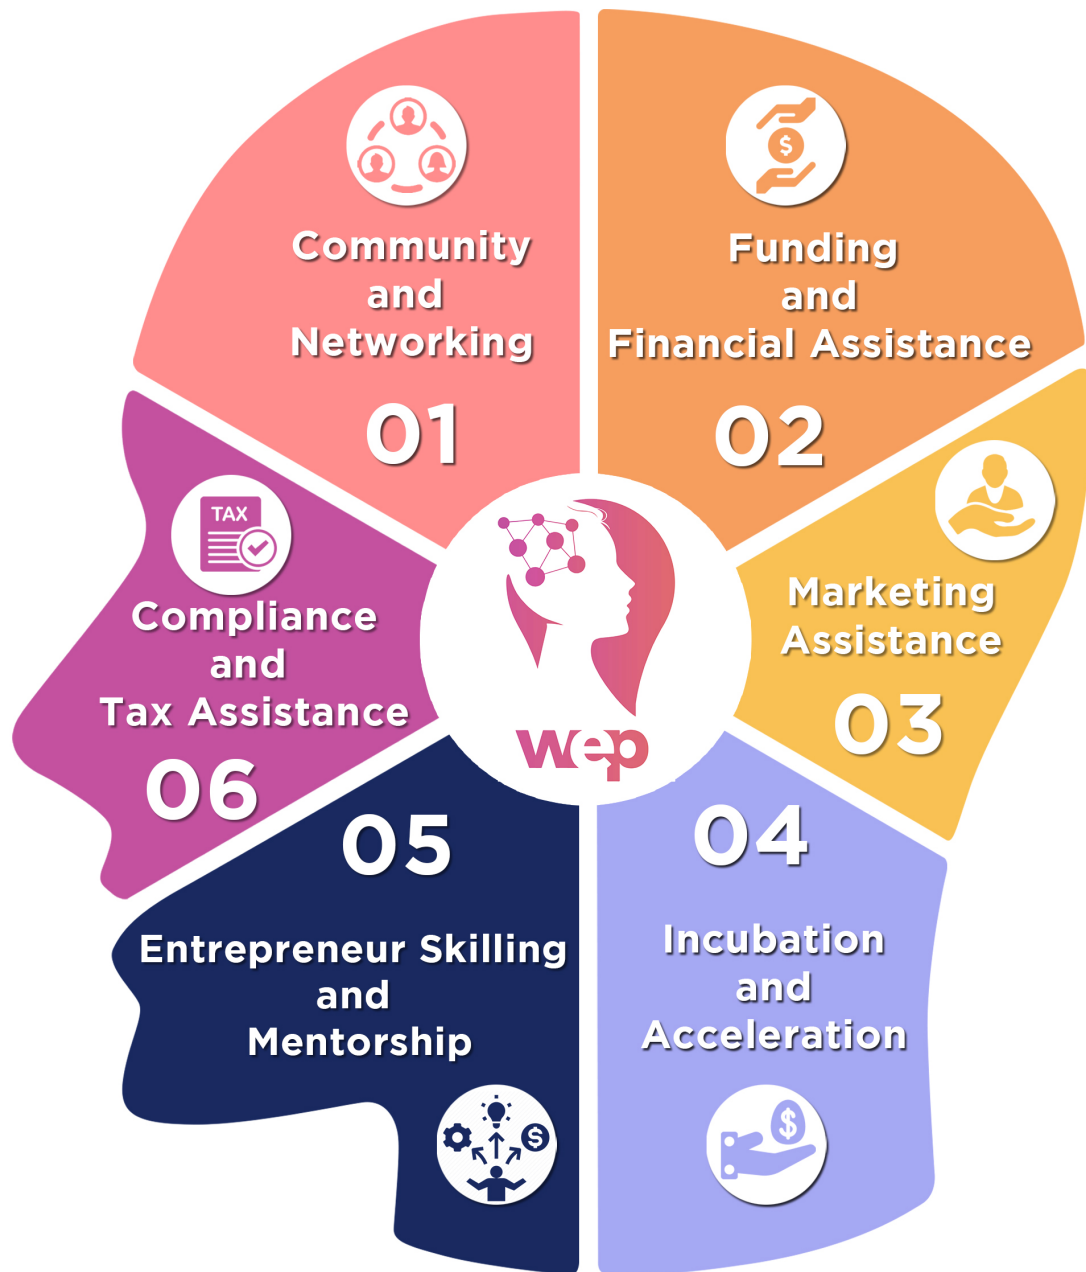 Community
and
Networking
01
Funding
and
Financial Assistance
02
Marketing
Assistance
03
04
Incubation
and
Acceleration
$
05
Entrepreneur Skilling
and
Mentorship
$
TAX
Compliance
and
Tax Assistance
06
wep
$